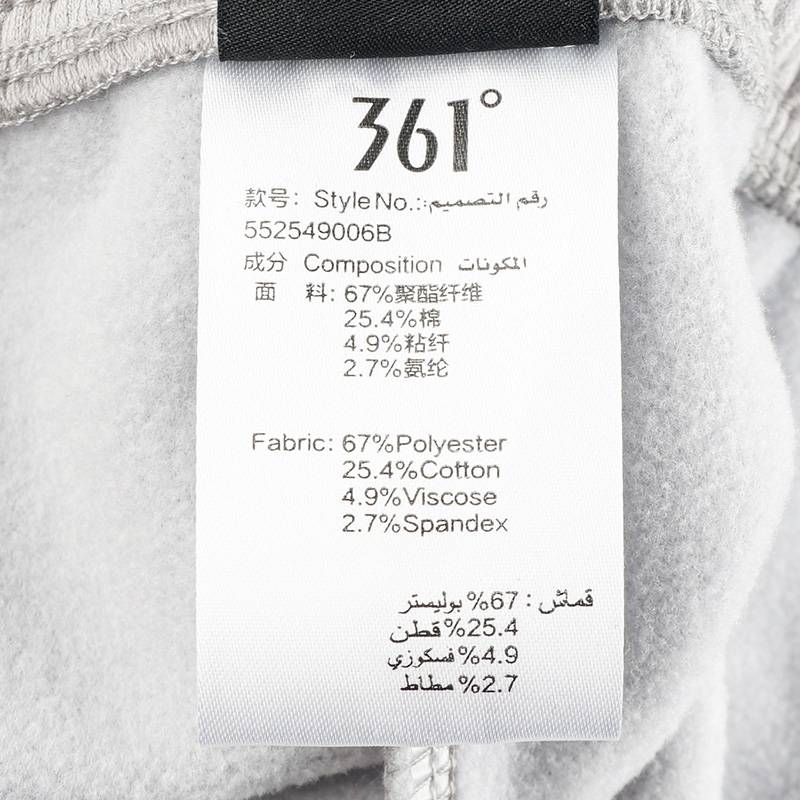 361°
款号: Style No.: رقم التصميم:
552549006B
成分 Composition المكونات
面 料: 67%聚酯纤维
25.4%棉
4.9%粘纤
2.7%氨纶
Fabric: 67%Polyester
25.4%Cotton
4.9%Viscose
2.7%Spandex
قماش: 67% بوليستر
25.4% قطن
4.9% فسكوزي
2.7% مطاط